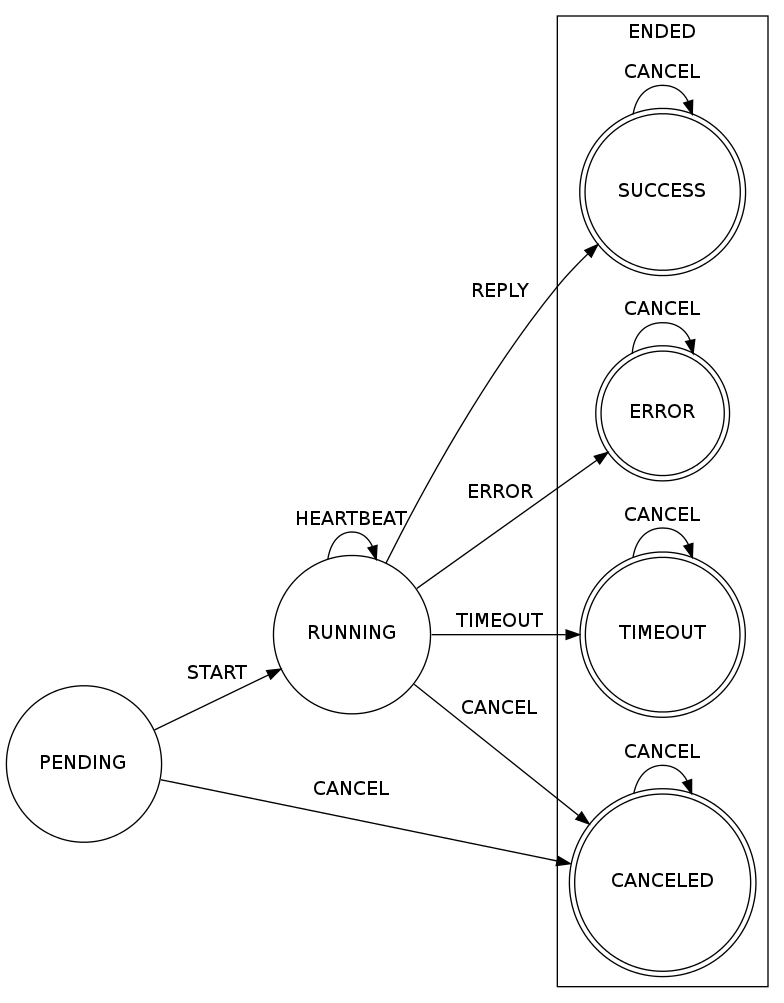 ENDED
CANCEL
SUCCESS
REPLY
CANCEL
ERROR
ERROR
CANCEL
HEARTBEAT
TIMEOUT
RUNNING
TIMEOUT
START
CANCEL
CANCEL
PENDING
CANCEL
CANCELED